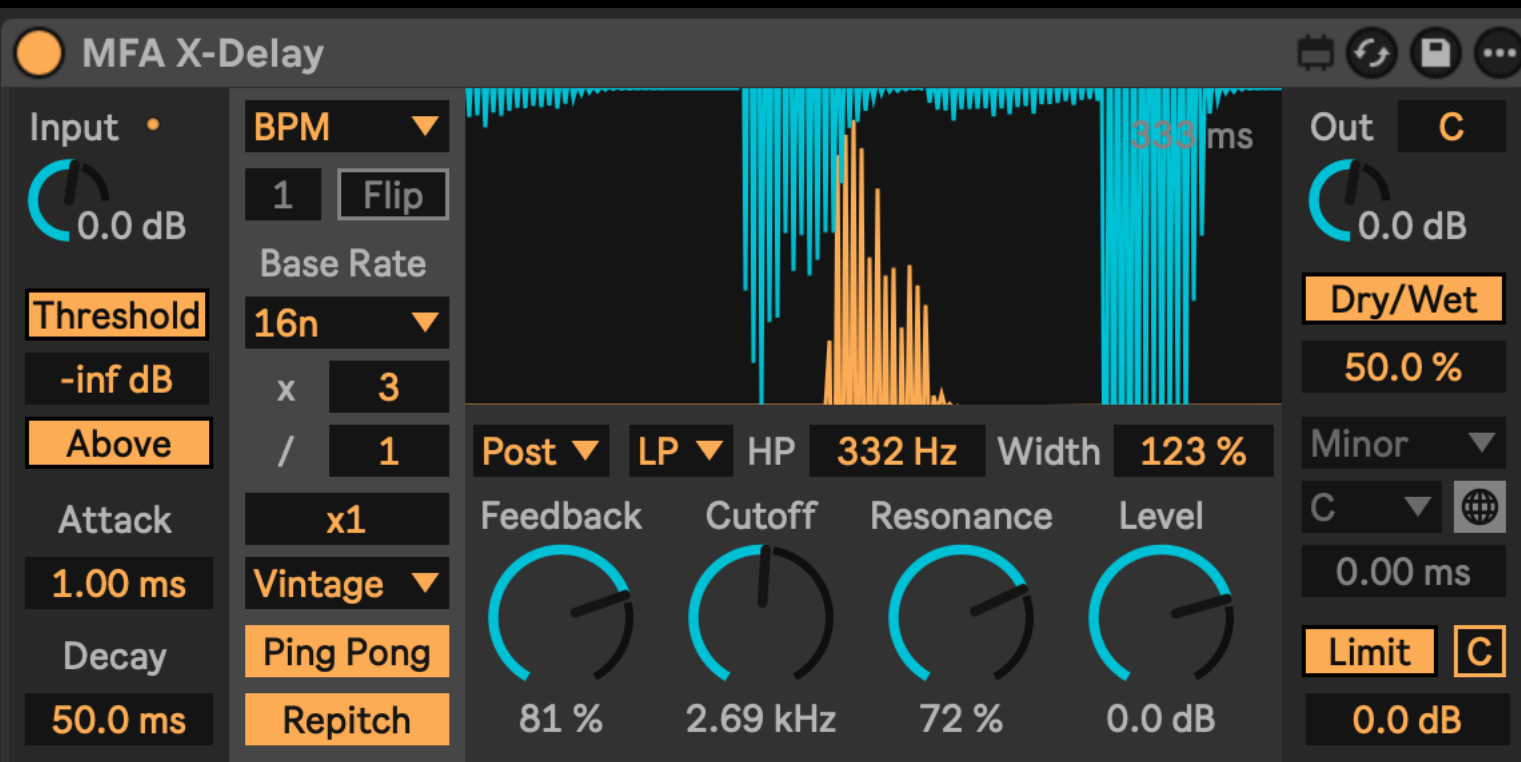 MFA X-Delay
Input
0.0 dB
Threshold
-inf dB
Above
Attack
1.00 ms
Decay
50.0 ms
BPM
1 Flip
Base Rate
16n
x 3
/ 1
x1
Vintage
Ping Pong
Repitch
333 ms
Post LP HP 332 Hz Width 123 %
Feedback Cutoff Resonance Level
81 % 2.69 kHz 72 % 0.0 dB
Out C
0.0 dB
Dry/Wet
50.0 %
Minor
C
0.00 ms
Limit C
0.0 dB